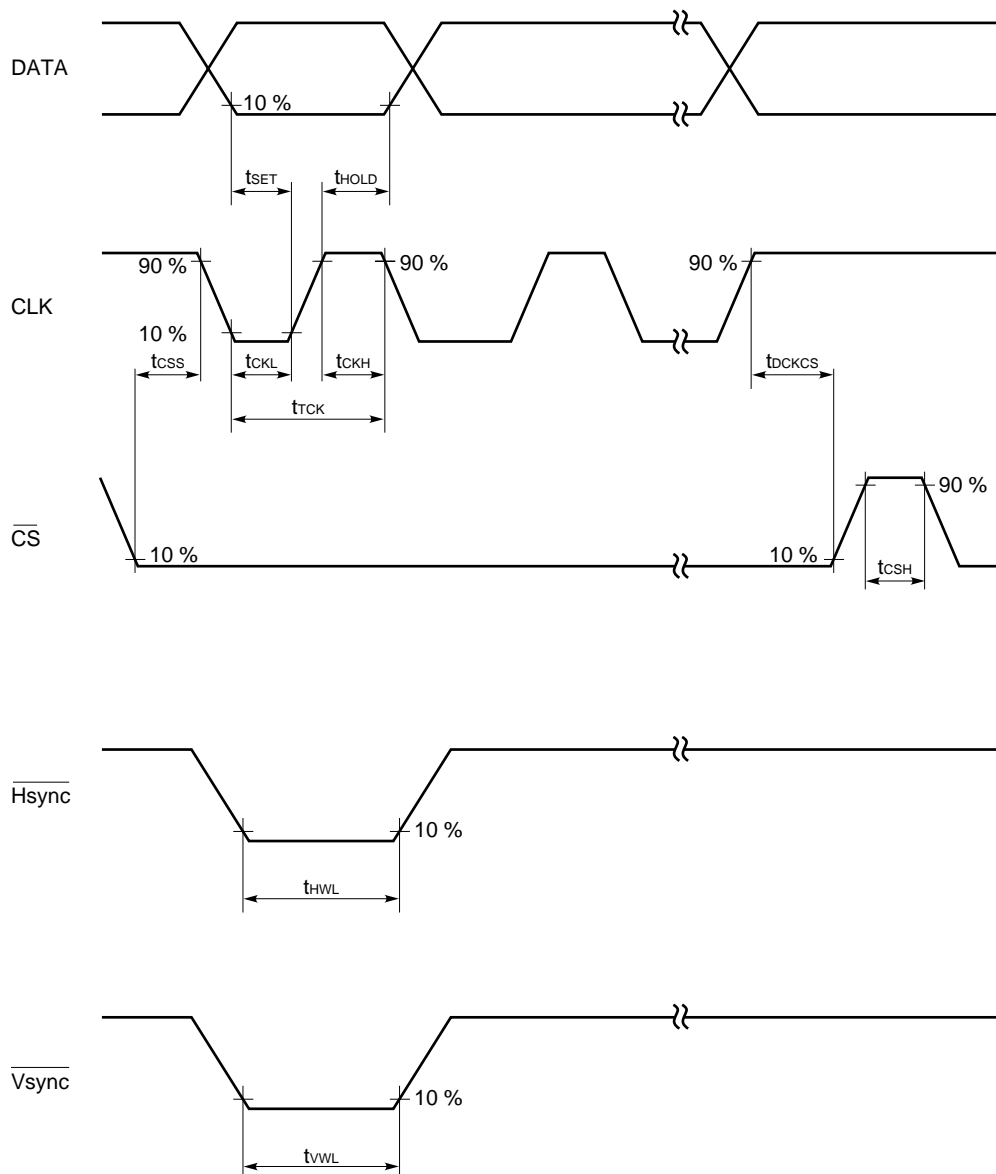 DATA
10 %
tSET
tHOLD
90 %
90 %
90 %
CLK
10 %
tCSS
tCKL
tCKH
tDCKCS
tTCK
90 %
CS
10 %
10 %
tCSH
Hsync
10 %
tHWL
Vsync
10 %
tVWL